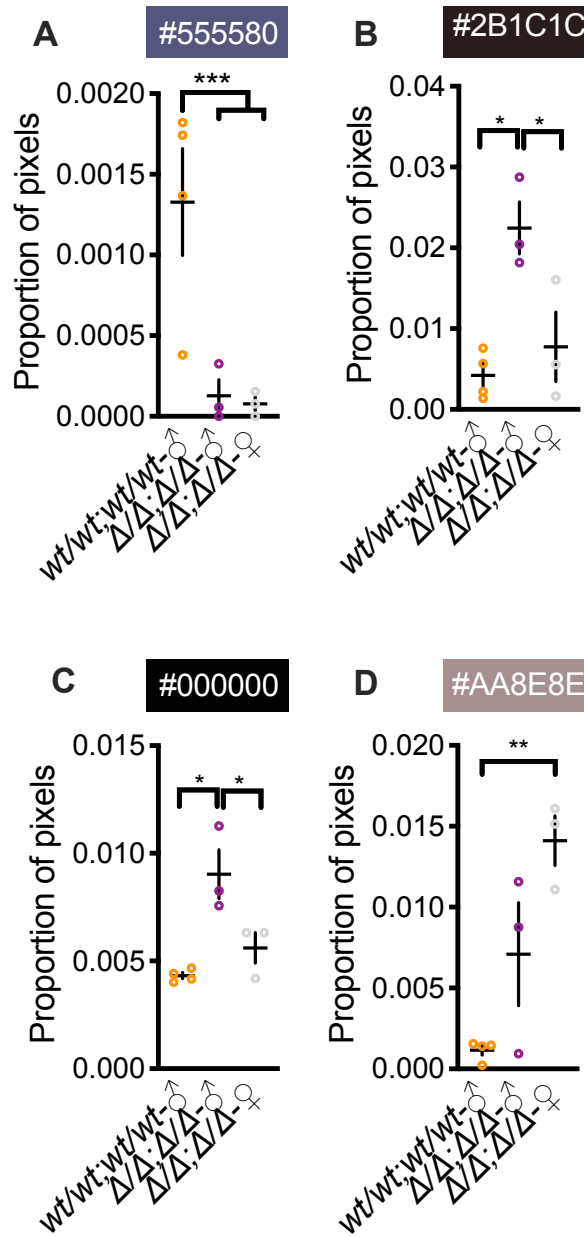 A #555580
***
0.0020
0.0015
0.0010
0.0005
0.0000
Proportion of pixels
wt/wt;wt/wt-♂
Δ/Δ;Δ/Δ-♂
Δ/Δ;Δ/Δ-♀
B #2B1C1C
* *
0.04
0.03
0.02
0.01
0.00
Proportion of pixels
wt/wt;wt/wt-♂
Δ/Δ;Δ/Δ-♂
Δ/Δ;Δ/Δ-♀
C #000000
* *
0.015
0.010
0.005
0.000
Proportion of pixels
wt/wt;wt/wt-♂
Δ/Δ;Δ/Δ-♂
Δ/Δ;Δ/Δ-♀
D #AA8E8E
**
0.020
0.015
0.010
0.005
0.000
Proportion of pixels
wt/wt;wt/wt-♂
Δ/Δ;Δ/Δ-♂
Δ/Δ;Δ/Δ-♀